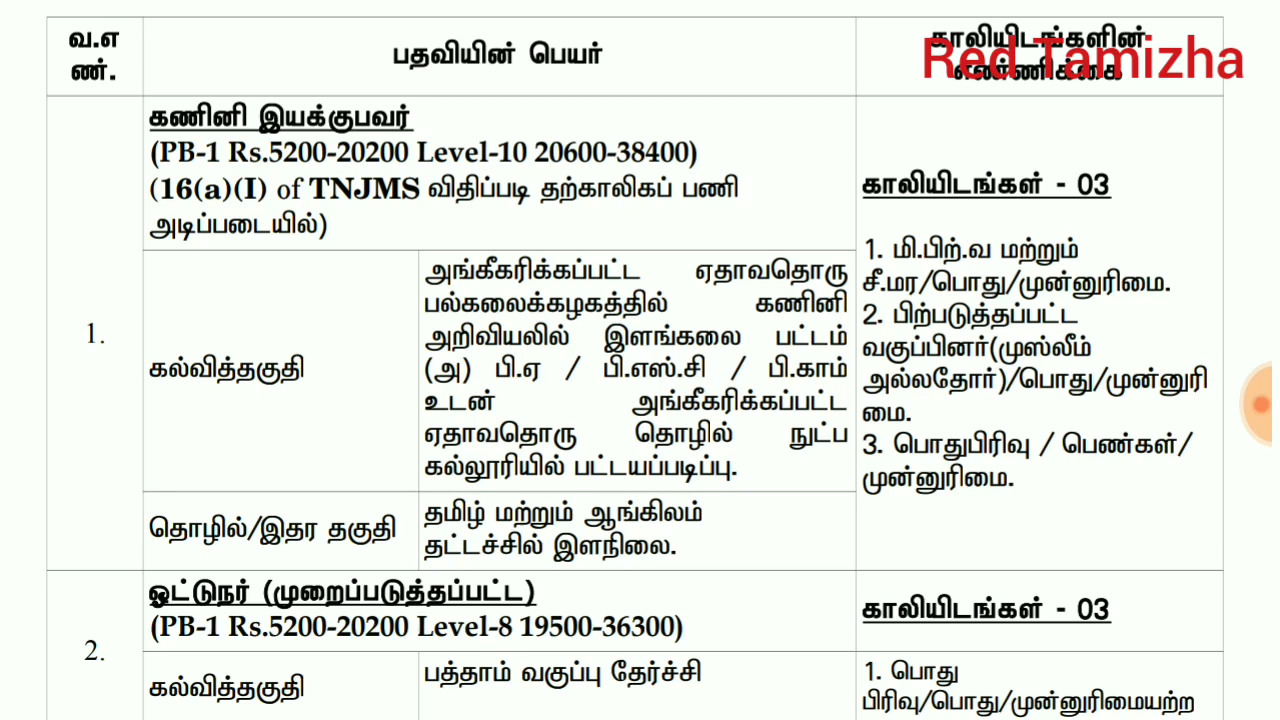 வ.எ
ண்.
பதவியின் பெயர்
காலியிடங்களின்
எண்ணிக்கை
Red Tamizha
1.
கணினி இயக்குபவர்
(PB-1 Rs.5200-20200 Level-10 20600-38400)
(16(a)(I) of TNJMS விதிப்படி தற்காலிகப் பணி
அடிப்படையில்)
கல்வித்தகுதி
அங்கீகரிக்கப்பட்ட ஏதாவதொரு
பல்கலைக்கழகத்தில் கணினி
அறிவியலில் இளங்கலை பட்டம்
(அ) பி.ஏ / பி.எஸ்.சி / பி.காம்
உடன் அங்கீகரிக்கப்பட்ட
ஏதாவதொரு தொழில் நுட்ப
கல்லூரியில் பட்டயப்படிப்பு.
தொழில்/இதர தகுதி
தமிழ் மற்றும் ஆங்கிலம்
தட்டச்சில் இளநிலை.
காலியிடங்கள் - 03
1. மி.பிற்.வ மற்றும்
சீ.மர/பொது/முன்னுரிமை.
2. பிற்படுத்தப்பட்ட
வகுப்பினர்(முஸ்லீம்
அல்லதோர்)/பொது/முன்னுரி
மை.
3. பொதுபிரிவு / பெண்கள்/
முன்னுரிமை.
2.
ஓட்டுநர் (முறைப்படுத்தப்பட்ட)
(PB-1 Rs.5200-20200 Level-8 19500-36300)
கல்வித்தகுதி
பத்தாம் வகுப்பு தேர்ச்சி
காலியிடங்கள் - 03
1. பொது
பிரிவு/பொது/முன்னுரிமையற்ற